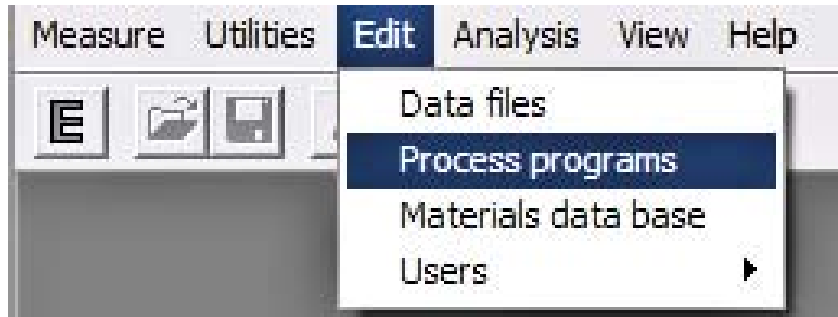 Measure Utilities Edit Analysis View Help
E
Data files
Process programs
Materials data base
Users